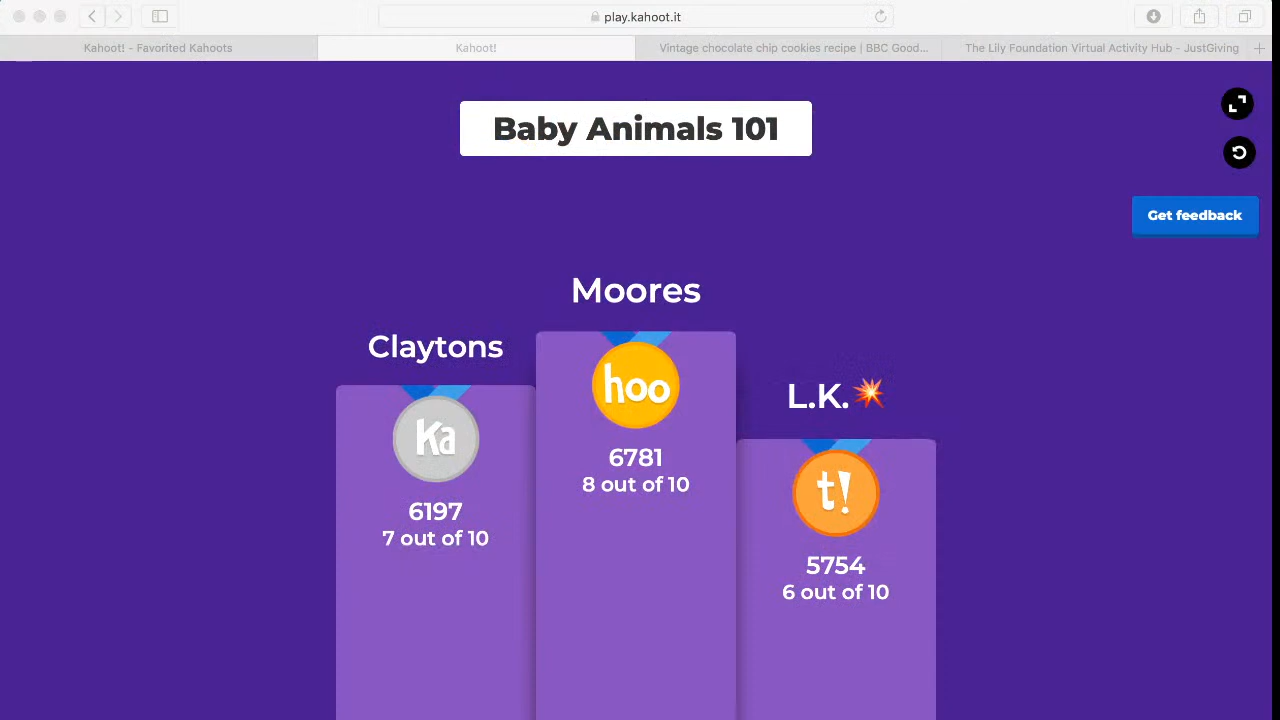 play.kahoot.it
Kahoot! - Favorited Kahoots
Kahoot!
Vintage chocolate chip cookies recipe | BBC Good...
The Lily Foundation Virtual Activity Hub - JustGiving
Baby Animals 101
Get feedback
Moores
hoo
6781
8 out of 10
Claytons
Ka
6197
7 out of 10
L.K.💥
t!
5754
6 out of 10